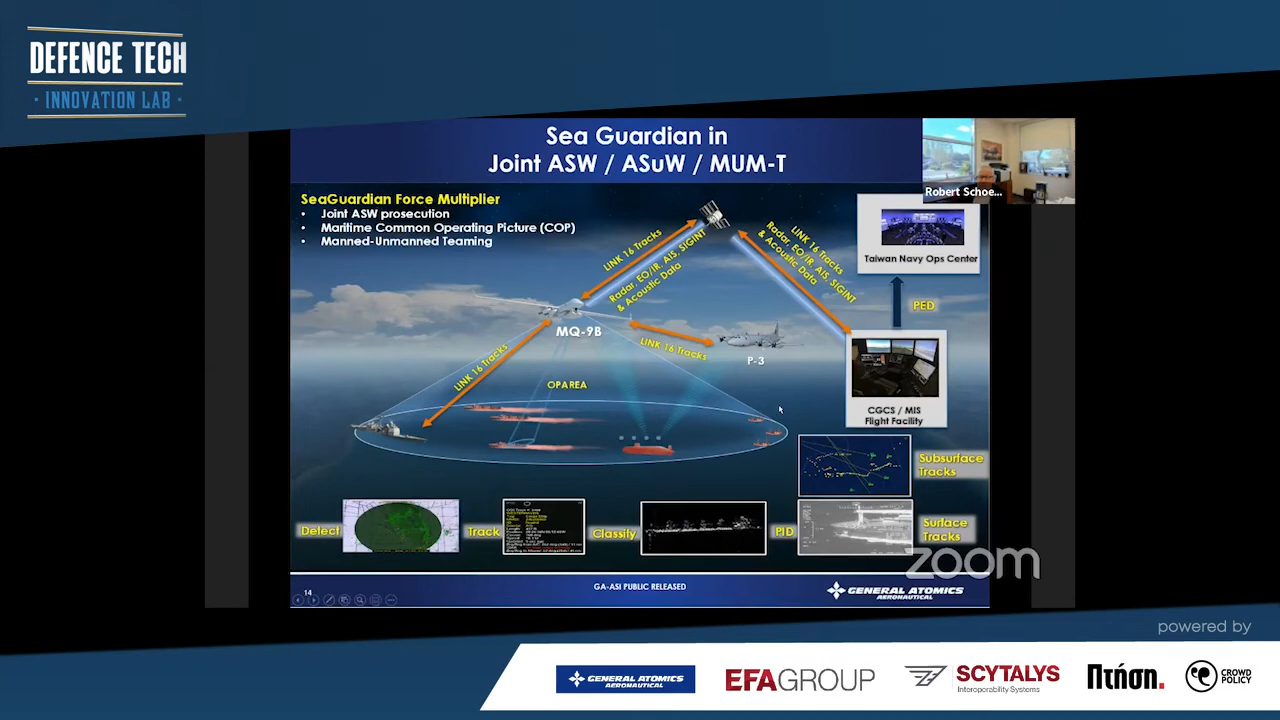 DEFENCE TECH
· INNOVATION LAB ·
Sea Guardian in
Joint ASW / ASuW / MUM-T
Robert Schoe...
SeaGuardian Force Multiplier
• Joint ASW prosecution
• Maritime Common Operating Picture (COP)
• Manned-Unmanned Teaming
LINK 16 Tracks
Radar, EO/IR, AIS, SIGINT
& Acoustic Data
LINK 16 Tracks
Radar, EO/IR, AIS, SIGINT
& Acoustic Data
Taiwan Navy Ops Center
PED
MQ-9B
LINK 16 Tracks
P-3
LINK 16 Tracks
OPAREA
CGCS / MIS
Flight Facility
Subsurface
Tracks
Detect
Track
Classify
PID
Surface
Tracks
zoom
14
GA-ASI PUBLIC RELEASED
GENERAL ATOMICS
AERONAUTICAL
powered by
GENERAL ATOMICS
AERONAUTICAL
EFAGROUP
SCYTALYS
Interoperability Systems
Πτήση.
CROWD
POLICY